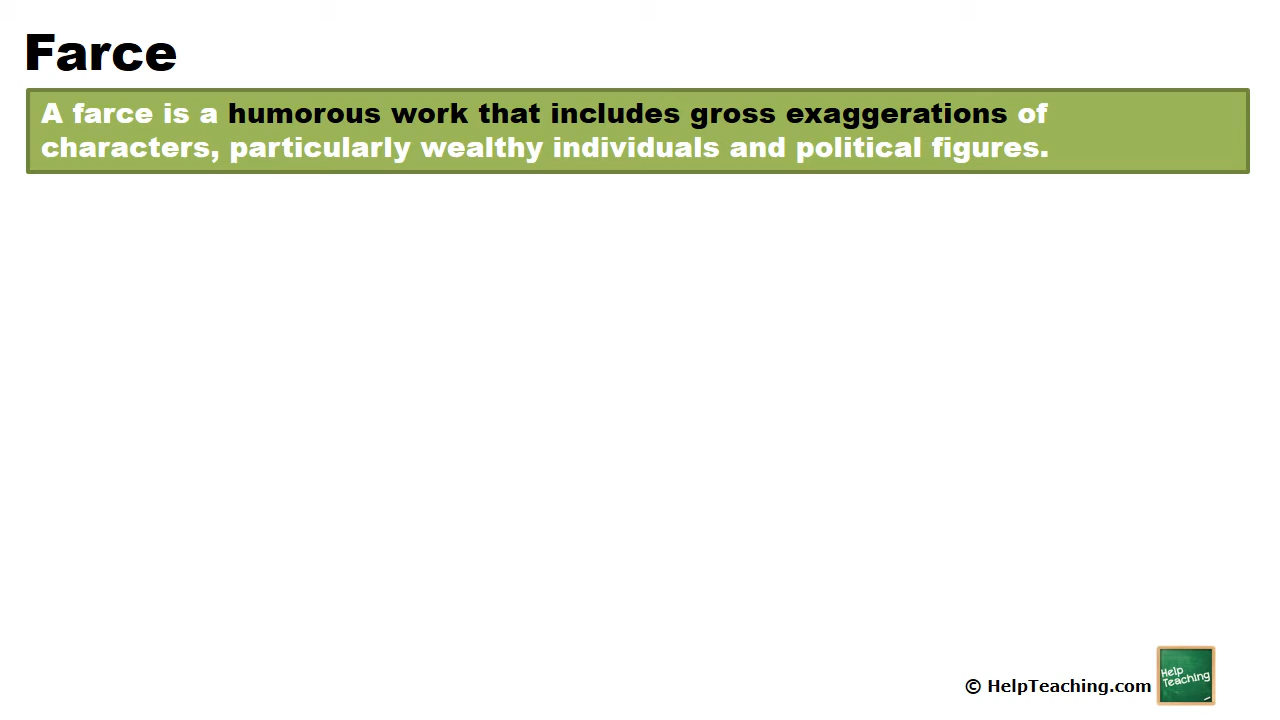 Farce
A farce is a humorous work that includes gross exaggerations of
characters, particularly wealthy individuals and political figures.
© HelpTeaching.com
Help
Teaching